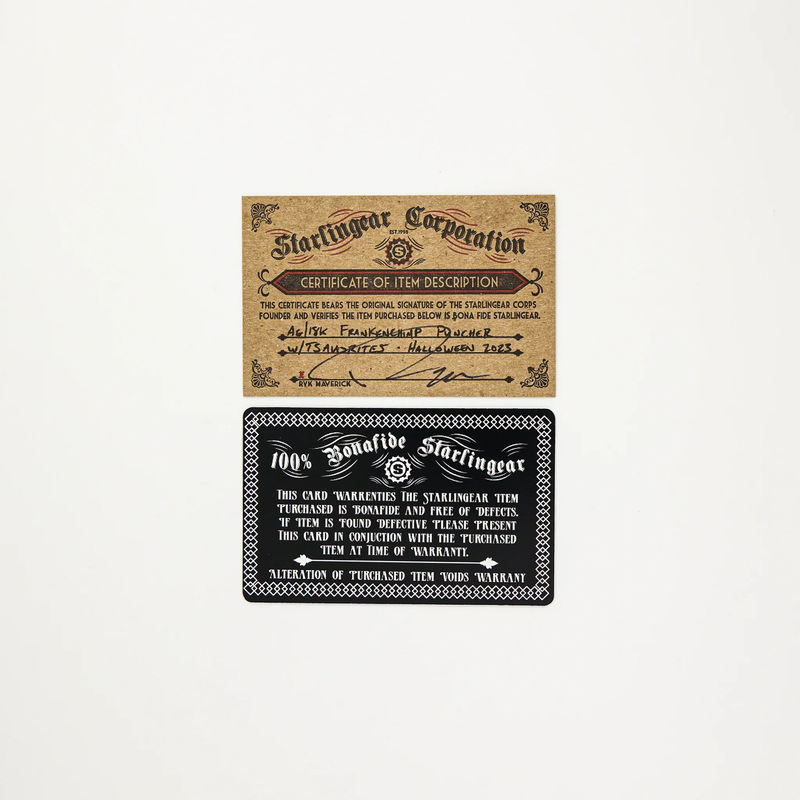 Starlingear Corporation
EST. 1998
S
CERTIFICATE OF ITEM DESCRIPTION
THIS CERTIFICATE BEARS THE ORIGINAL SIGNATURE OF THE STARLINGEAR CORPS
FOUNDER AND VERIFIES THE ITEM PURCHASED BELOW IS BONA FIDE STARLINGEAR.
AG/18K FRANKENCHIMP PUNCHER
W/TSAVORITES · HALLOWEEN 2023
X
RYK MAVERICK
100% Bonafide Starlingear
S
THIS CARD WARRENTIES THE STARLINGEAR ITEM
PURCHASED IS BONAFIDE AND FREE OF DEFECTS.
IF ITEM IS FOUND DEFECTIVE PLEASE PRESENT
THIS CARD IN CONJUCTION WITH THE PURCHASED
ITEM AT TIME OF WARRANTY.
ALTERATION OF PURCHASED ITEM VOIDS WARRANTY